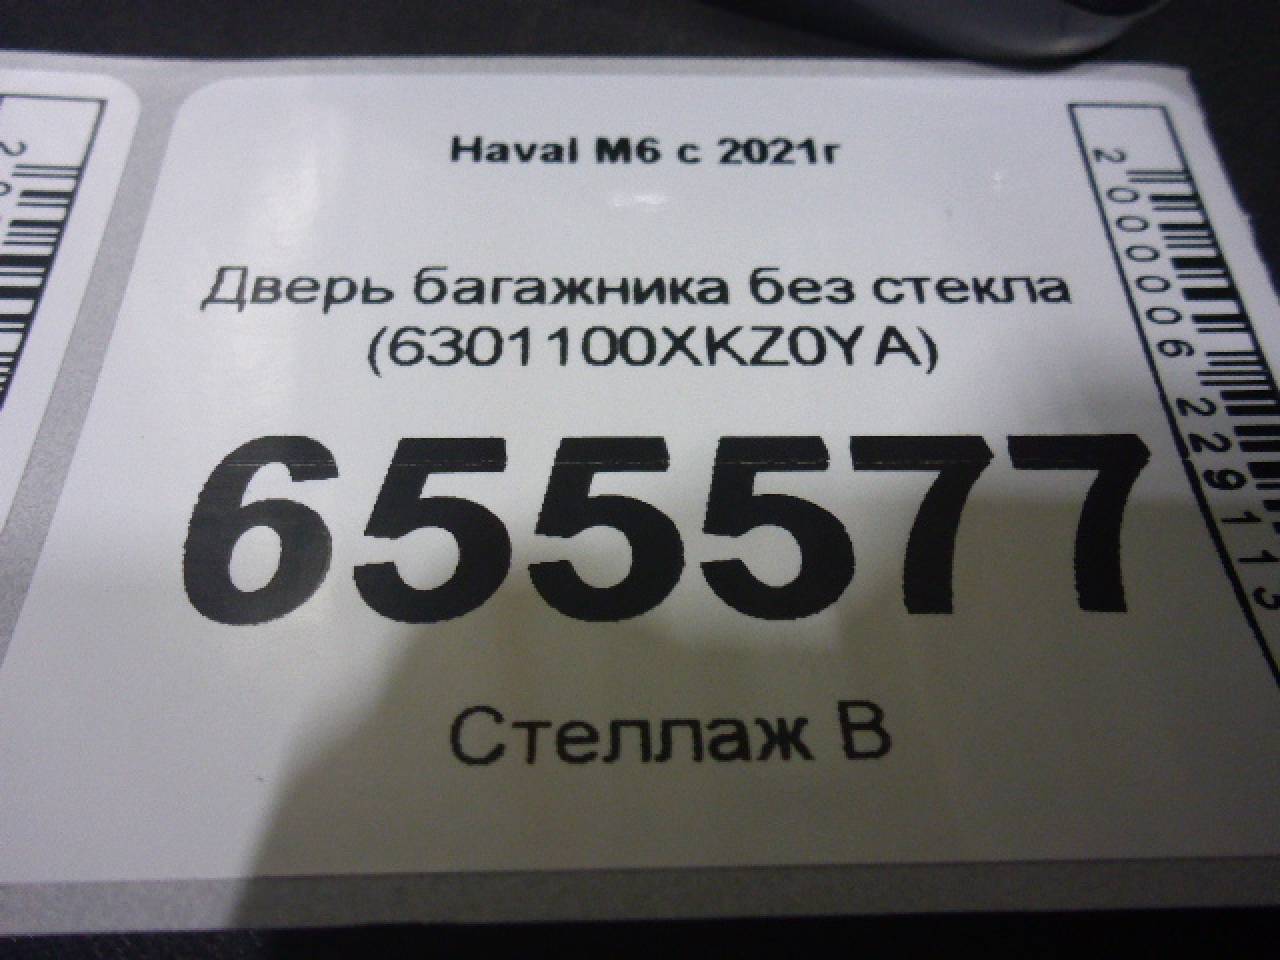 Haval M6 с 2021г
Дверь багажника без стекла
(6301100XKZ0YA)
655577
Стеллаж В
2000006229113